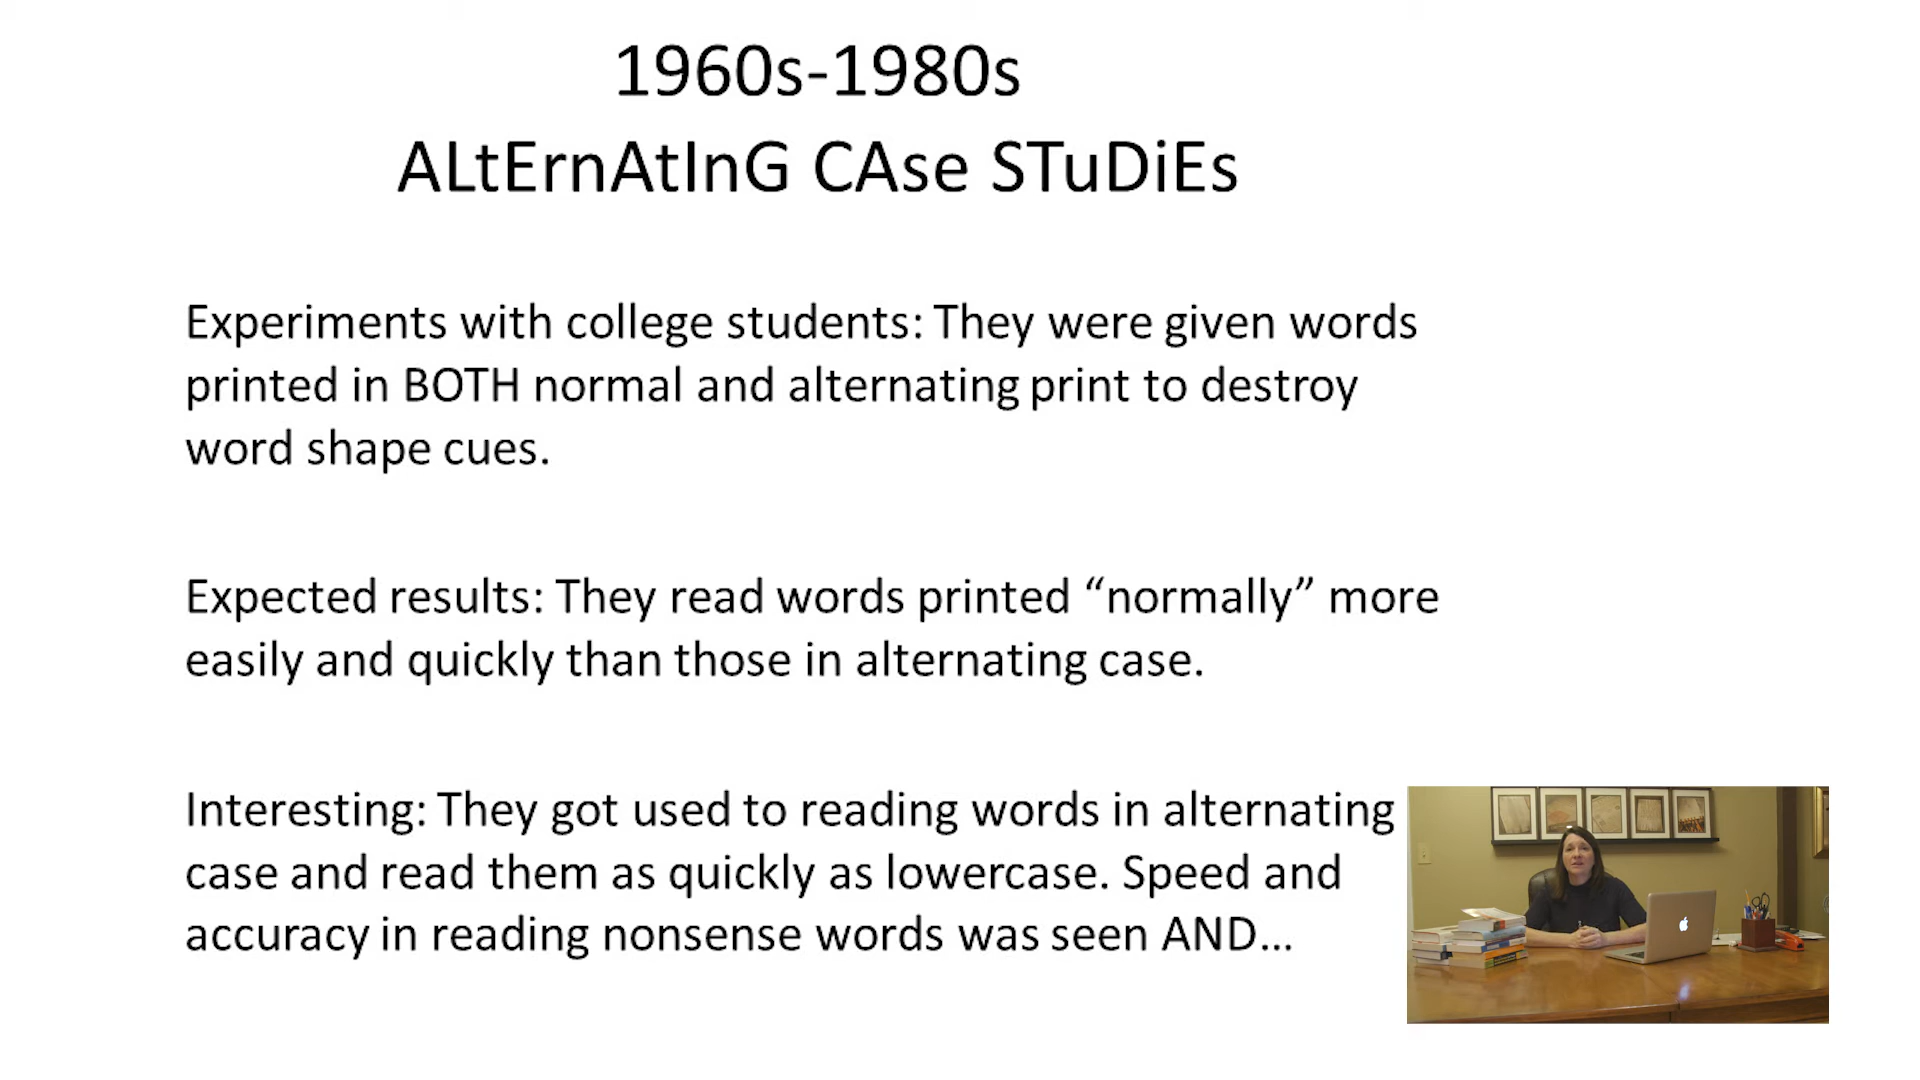 1960s-1980s
ALtErnAtInG CAse STuDiEs
Experiments with college students: They were given words
printed in BOTH normal and alternating print to destroy
word shape cues.
Expected results: They read words printed “normally” more
easily and quickly than those in alternating case.
Interesting: They got used to reading words in alternating
case and read them as quickly as lowercase. Speed and
accuracy in reading nonsense words was seen AND...